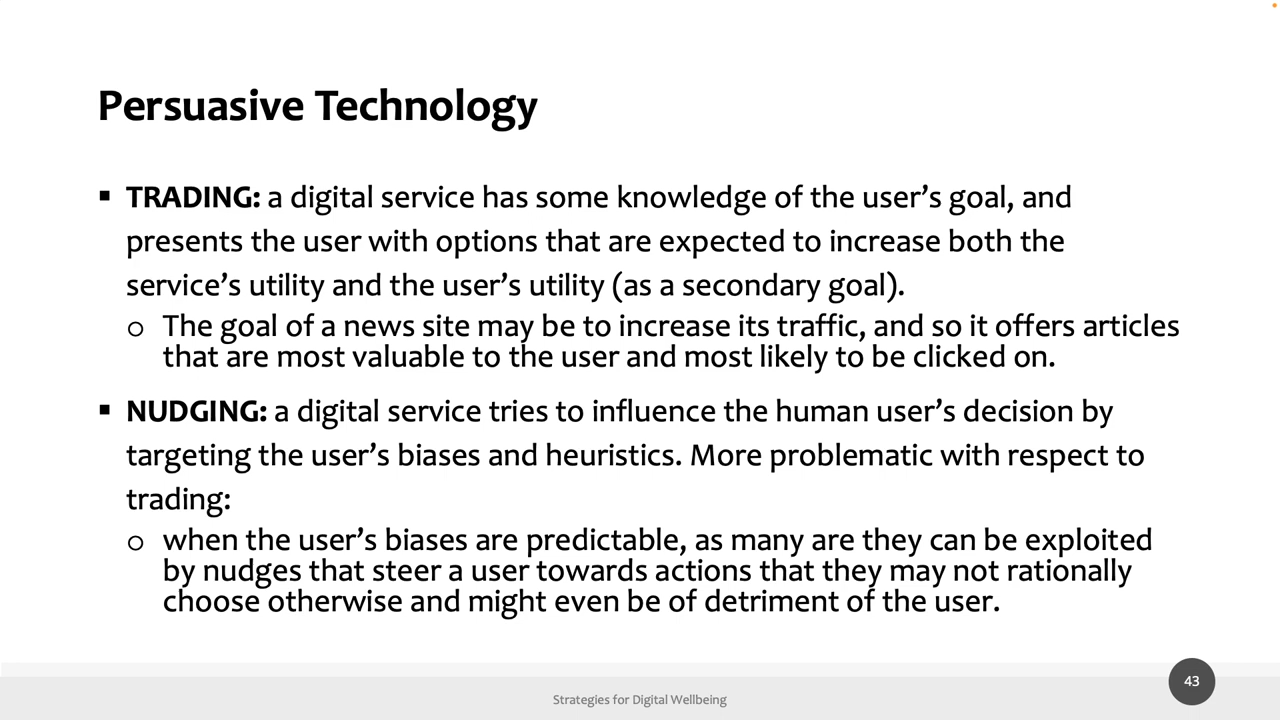 Persuasive Technology
▪ TRADING: a digital service has some knowledge of the user’s goal, and
presents the user with options that are expected to increase both the
service’s utility and the user’s utility (as a secondary goal).
o The goal of a news site may be to increase its traffic, and so it offers articles
that are most valuable to the user and most likely to be clicked on.
▪ NUDGING: a digital service tries to influence the human user’s decision by
targeting the user’s biases and heuristics. More problematic with respect to
trading:
o when the user’s biases are predictable, as many are they can be exploited
by nudges that steer a user towards actions that they may not rationally
choose otherwise and might even be of detriment of the user.
43
Strategies for Digital Wellbeing